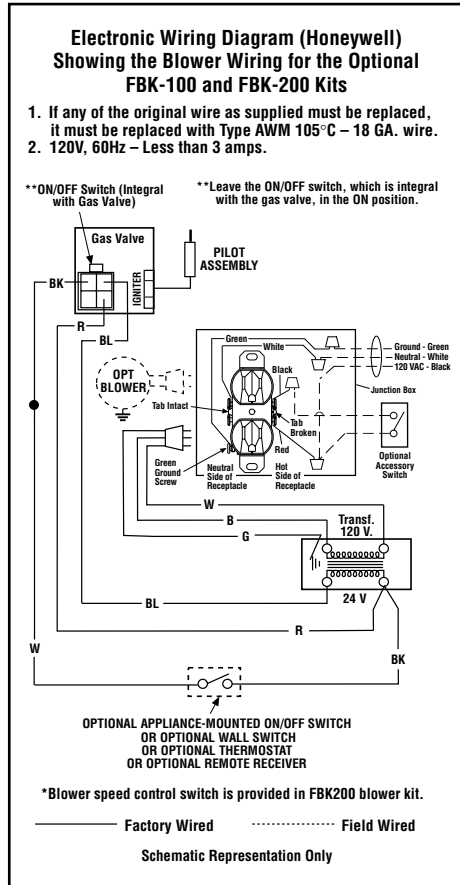 Electronic Wiring Diagram (Honeywell)
Showing the Blower Wiring for the Optional
FBK-100 and FBK-200 Kits
1. If any of the original wire as supplied must be replaced,
it must be replaced with Type AWM 105°C – 18 GA. wire.
2. 120V, 60Hz – Less than 3 amps.
**ON/OFF Switch (Integral
with Gas Valve)
**Leave the ON/OFF switch, which is integral
with the gas valve, in the ON position.
Gas Valve
IGNITER
PILOT
ASSEMBLY
BK
R
BL
Green
White
Black
Ground - Green
Neutral - White
120 VAC - Black
OPT
BLOWER
Junction Box
Tab Intact
Tab
Broken
Red
Green
Ground
Screw
Neutral
Side of
Receptacle
Hot
Side of
Receptacle
Optional
Accessory
Switch
W
B
G
Transf.
120 V.
24 V
BL
R
W
BK
OPTIONAL APPLIANCE-MOUNTED ON/OFF SWITCH
OR OPTIONAL WALL SWITCH
OR OPTIONAL THERMOSTAT
OR OPTIONAL REMOTE RECEIVER
*Blower speed control switch is provided in FBK200 blower kit.
Factory Wired
Field Wired
Schematic Representation Only